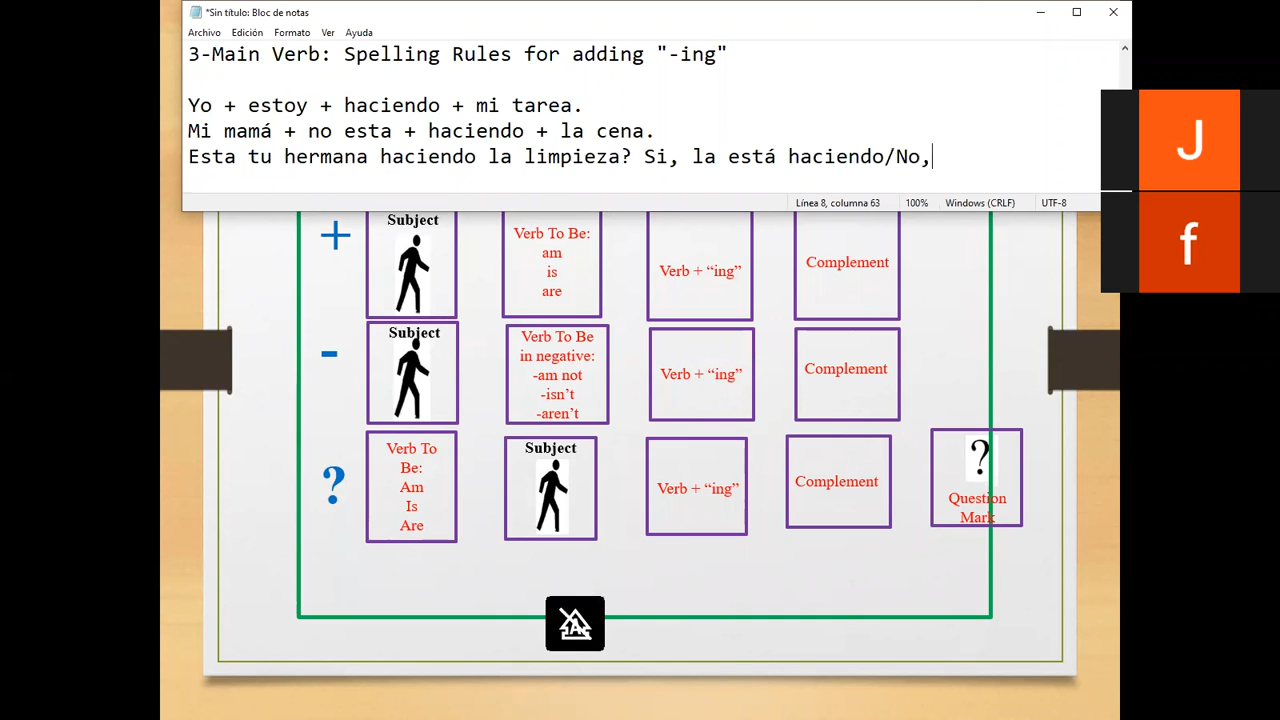 *Sin título: Bloc de notas
Archivo Edición Formato Ver Ayuda
3-Main Verb: Spelling Rules for adding "-ing"
Yo + estoy + haciendo + mi tarea.
Mi mamá + no esta + haciendo + la cena.
Esta tu hermana haciendo la limpieza? Si, la está haciendo/No,
Línea 8, columna 63 100% Windows (CRLF) UTF-8
J
f
+
Subject
Verb To Be:
am
is
are
Verb + “ing”
Complement
-
Subject
Verb To Be
in negative:
-am not
-isn’t
-aren’t
Verb + “ing”
Complement
?
Verb To
Be:
Am
Is
Are
Subject
Verb + “ing”
Complement
?
Question
Mark
A